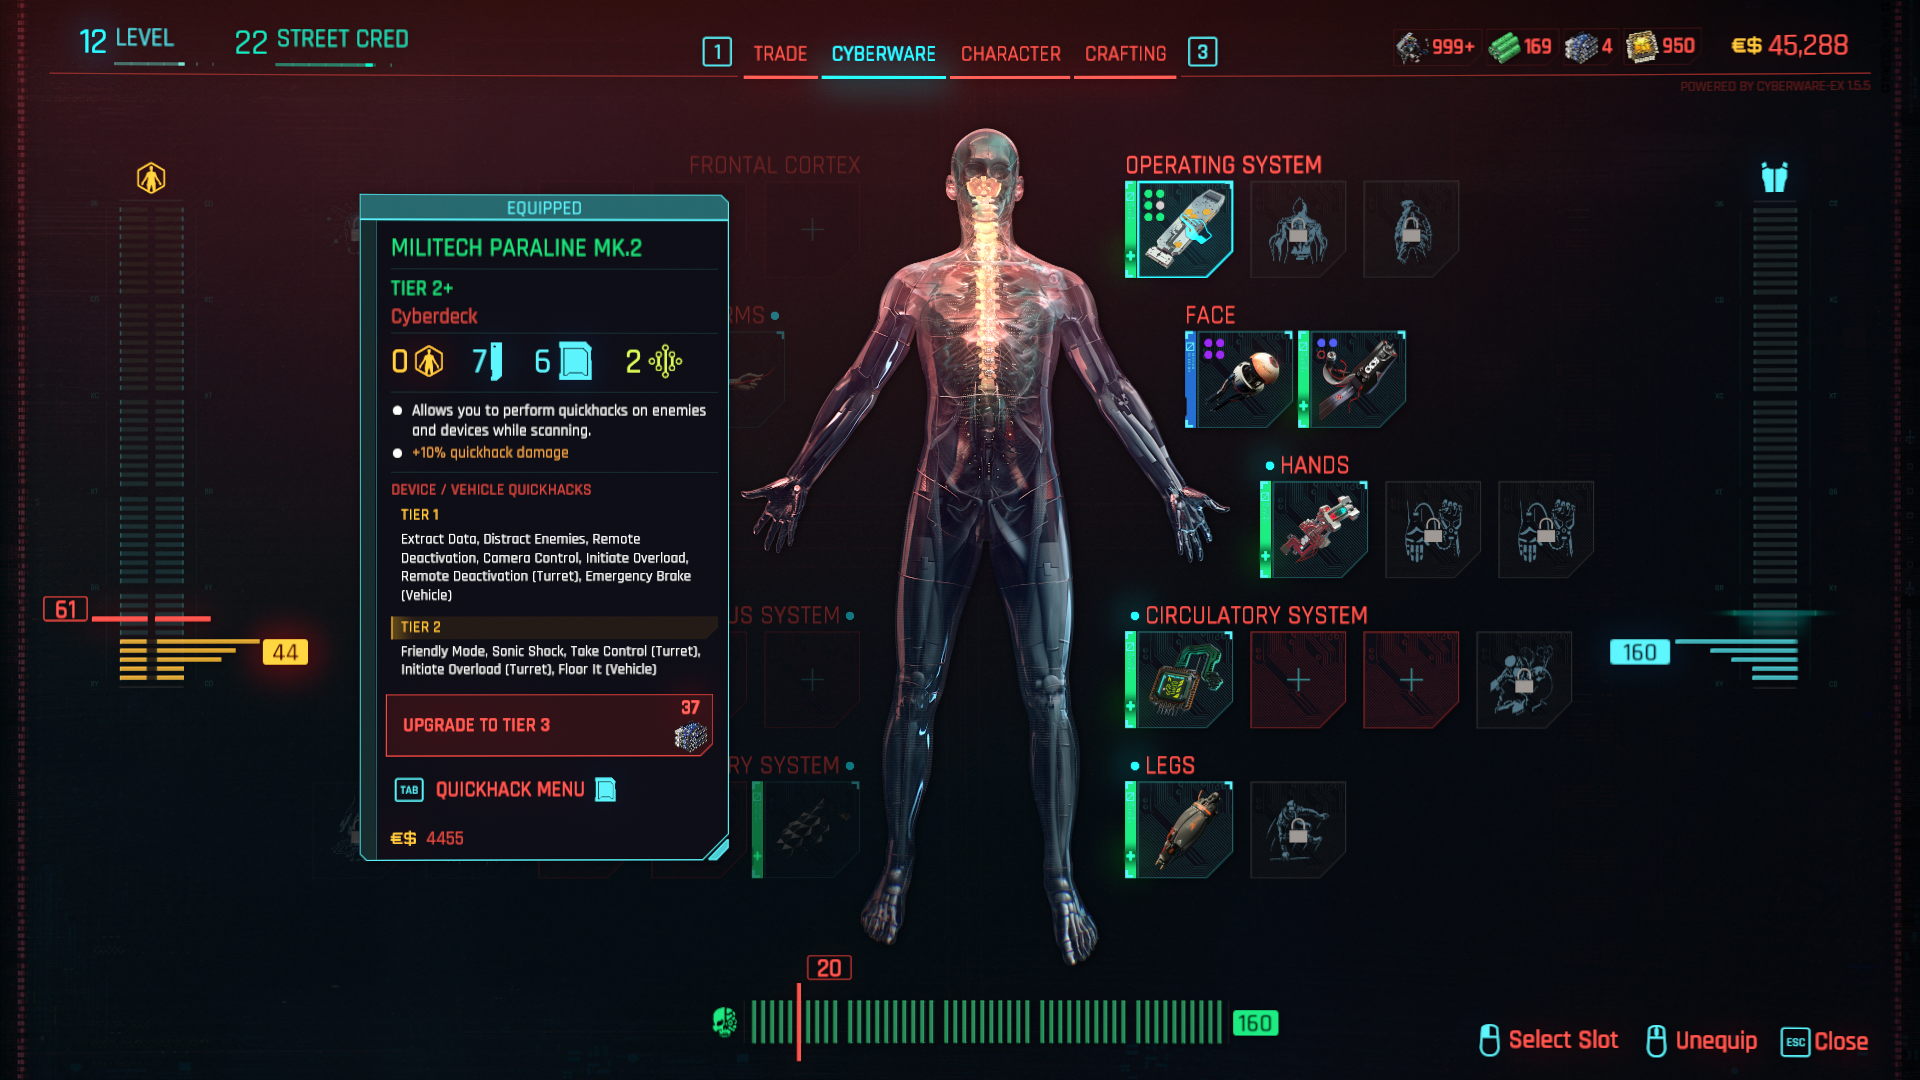 12 LEVEL
22 STREET CRED
1 TRADE CYBERWARE CHARACTER CRAFTING 3
999+ 169 4 950 €$ 45,288
POWERED BY CYBERWARE-EX 1.5.5
FRONTAL CORTEX
OPERATING SYSTEM
EQUIPPED
MILITECH PARALINE MK.2
TIER 2+
Cyberdeck
0 7 6 2
Allows you to perform quickhacks on enemies
and devices while scanning.
+10% quickhack damage
DEVICE / VEHICLE QUICKHACKS
TIER 1
Extract Data, Distract Enemies, Remote
Deactivation, Camera Control, Initiate Overload,
Remote Deactivation (Turret), Emergency Brake
(Vehicle)
TIER 2
Friendly Mode, Sonic Shock, Take Control (Turret),
Initiate Overload (Turret), Floor It (Vehicle)
UPGRADE TO TIER 3
37
TAB QUICKHACK MENU
€$ 4455
RMS
FACE
HANDS
US SYSTEM
CIRCULATORY SYSTEM
RY SYSTEM
LEGS
61
44
160
20
160
Select Slot Unequip ESC Close